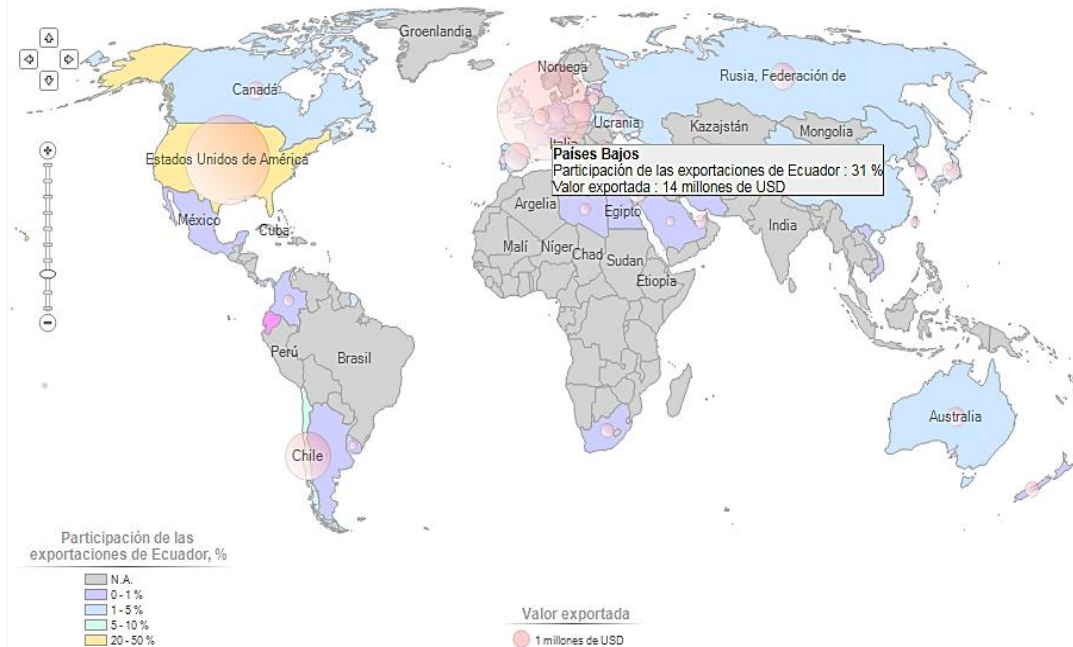 Groenlandia
Noruega
Canadá
Rusia, Federación de
Ucrania
Kazajstán
Mongolia
Estados Unidos de América
Italia
Países Bajos
Participación de las exportaciones de Ecuador : 31 %
Valor exportada : 14 millones de USD
México
Cuba
Argelia
Egipto
India
Malí
Níger
Chad
Sudan
Etiopia
Perú
Brasil
Chile
Australia
Participación de las
exportaciones de Ecuador, %
N.A.
0 - 1 %
1 - 5 %
5 - 10 %
20 - 50 %
Valor exportada
1 millones de USD